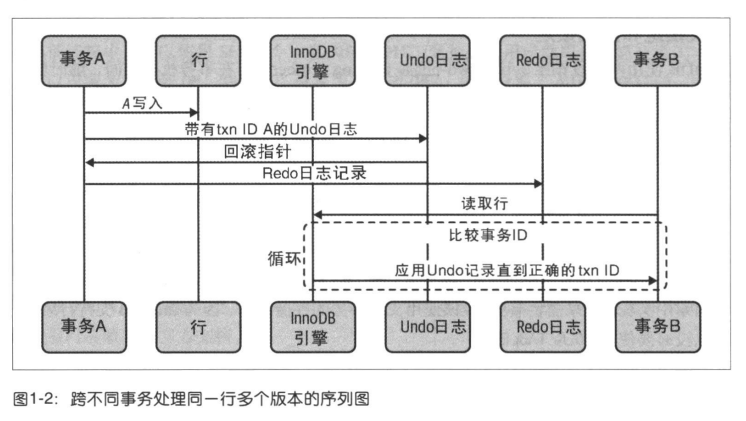 事务A
行
InnoDB
引擎
Undo日志
Redo日志
事务B
A写入
带有txn ID A的Undo日志
回滚指针
Redo日志记录
读取行
比较事务ID
循环
应用Undo记录直到正确的txn ID
事务A
行
InnoDB
引擎
Undo日志
Redo日志
事务B
图1-2：跨不同事务处理同一行多个版本的序列图